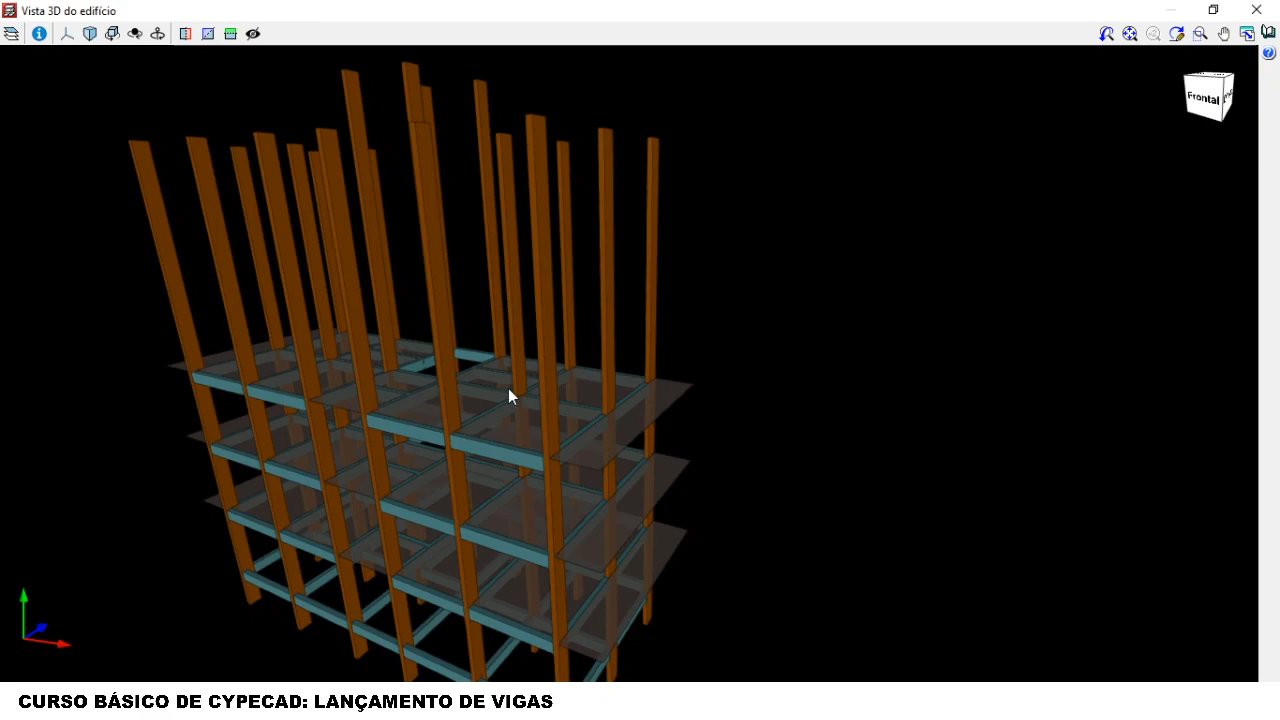 Vista 3D do edifício
Frontal
CURSO BÁSICO DE CYPECAD: LANÇAMENTO DE VIGAS